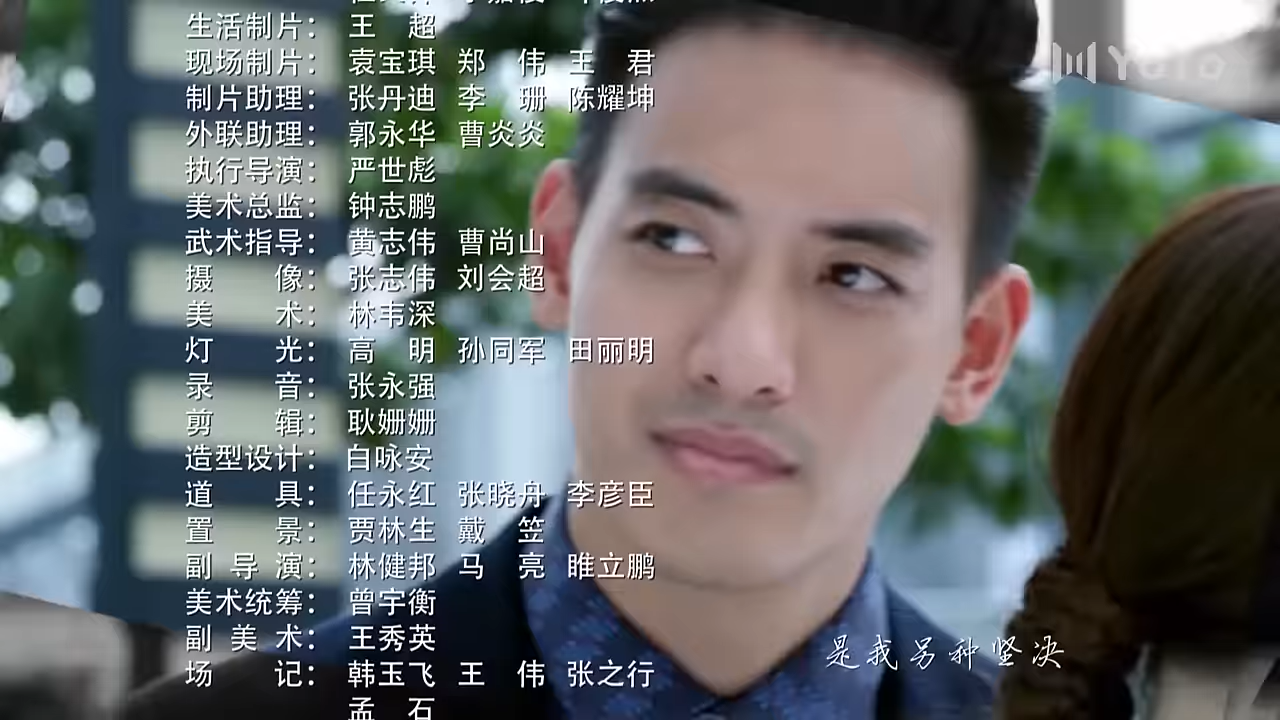 生活制片： 王 超
现场制片： 袁宝琪 郑 伟 王 君
制片助理： 张丹迪 李 珊 陈耀坤
外联助理： 郭永华 曹炎炎
执行导演： 严世彪
美术总监： 钟志鹏
武术指导： 黄志伟 曹尚山
摄 像： 张志伟 刘会超
美 术： 林韦深
灯 光： 高 明 孙同军 田丽明
录 音： 张永强
剪 辑： 耿姗姗
造型设计： 白咏安
道 具： 任永红 张晓舟 李彦臣
置 景： 贾林生 戴 笠
副 导 演： 林健邦 马 亮 睢立鹏
美术统筹： 曾宇衡
副 美 术： 王秀英
是我另种坚决
场 记： 韩玉飞 王 伟 张之行
孟 石